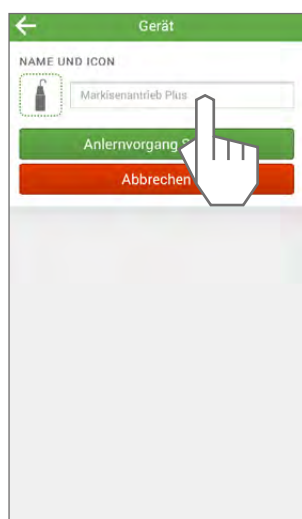 Gerät
NAME UND ICON
Markisenantrieb Plus
Anlernvorgang
Abbrechen